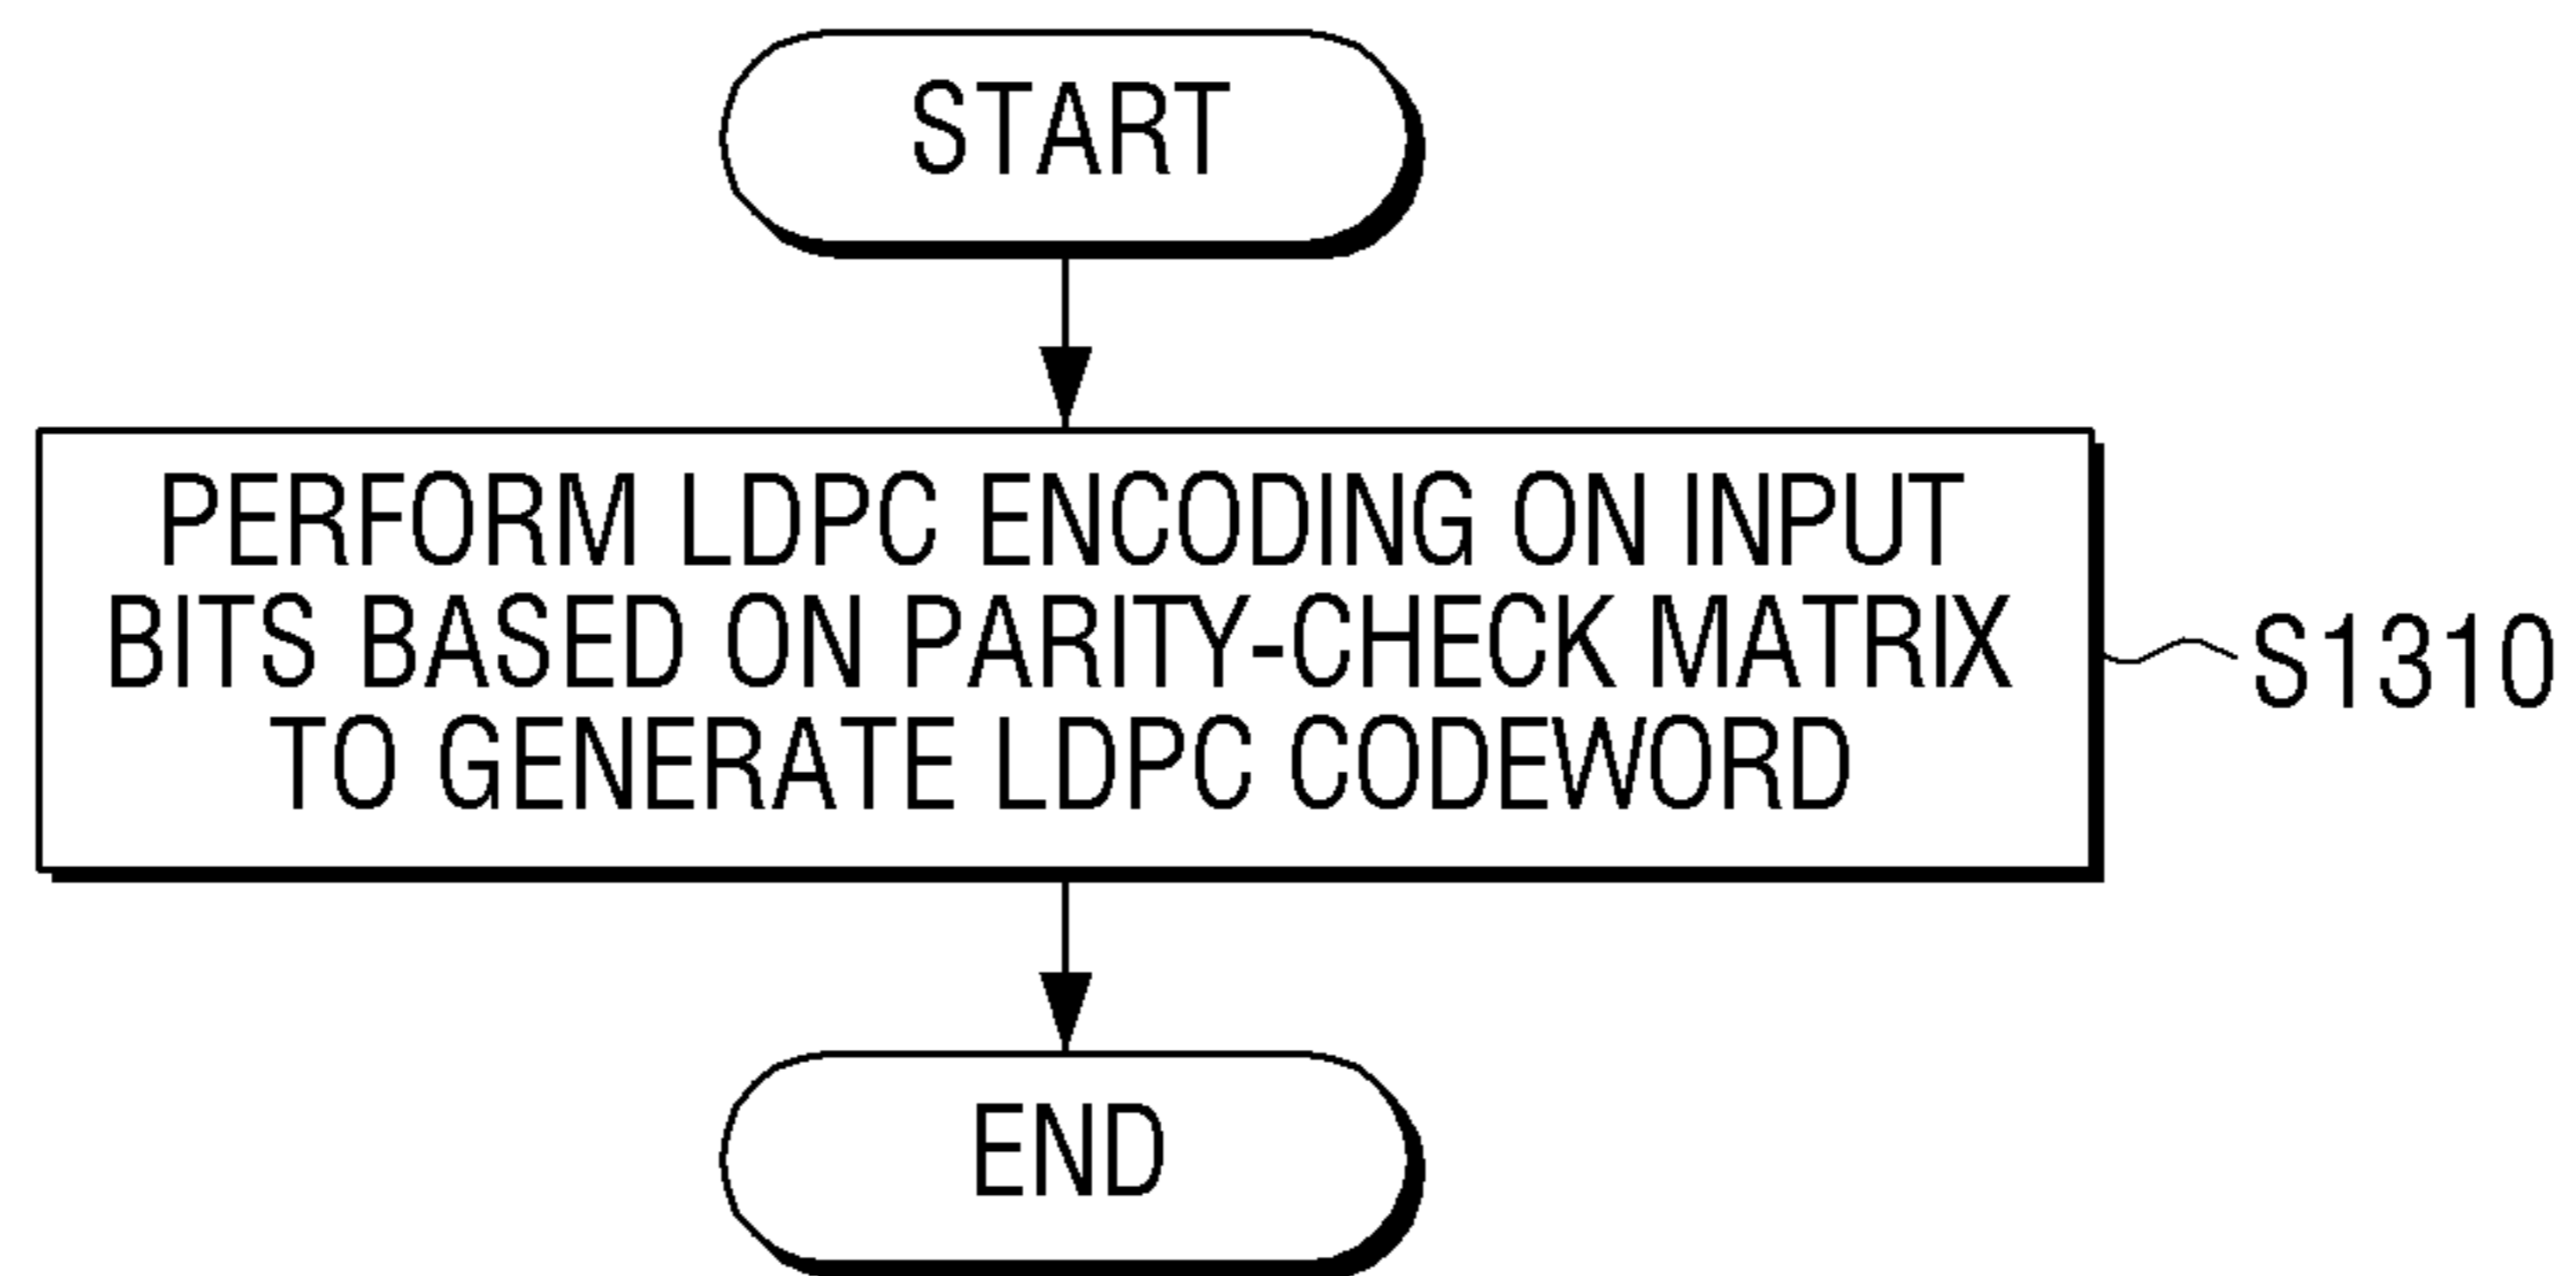 START
PERFORM LDPC ENCODING ON INPUT
BITS BASED ON PARITY-CHECK MATRIX
TO GENERATE LDPC CODEWORD
S1310
END